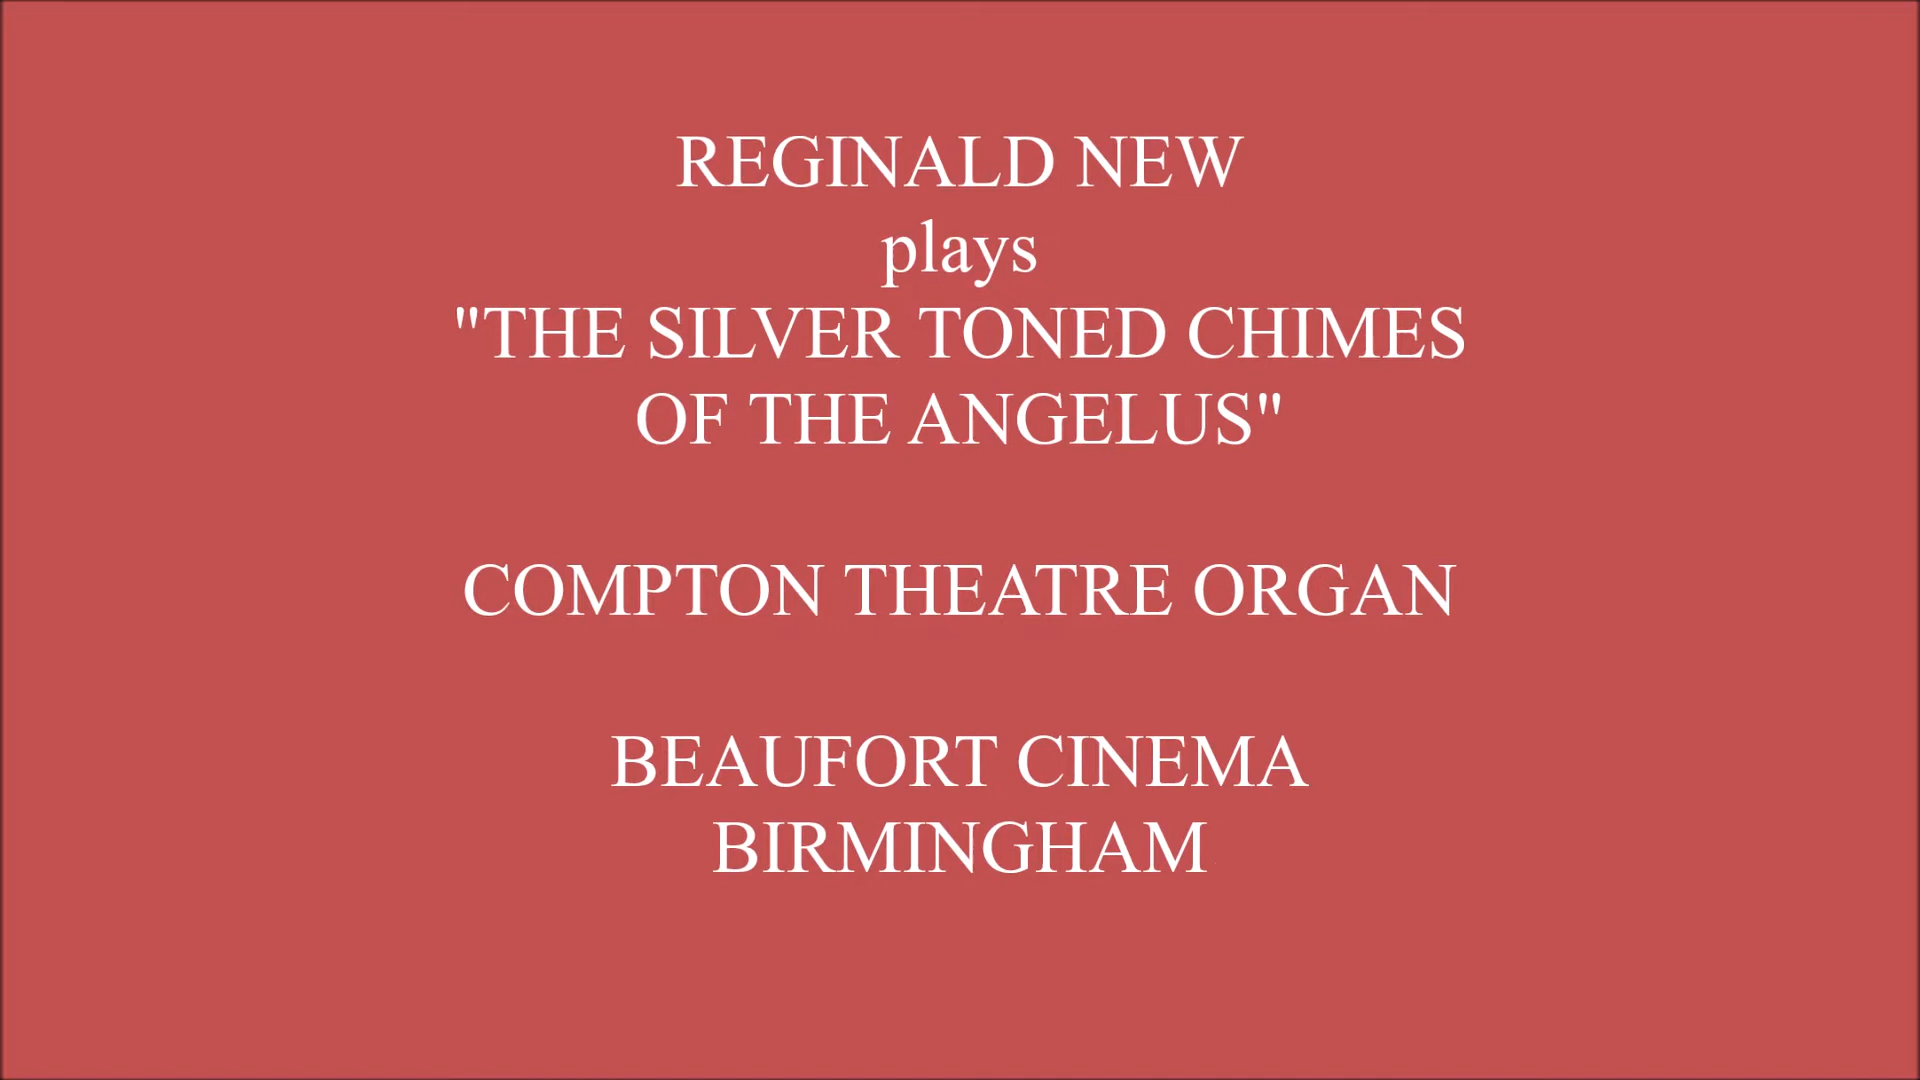 REGINALD NEW
plays
"THE SILVER TONED CHIMES
OF THE ANGELUS"
COMPTON THEATRE ORGAN
BEAUFORT CINEMA
BIRMINGHAM